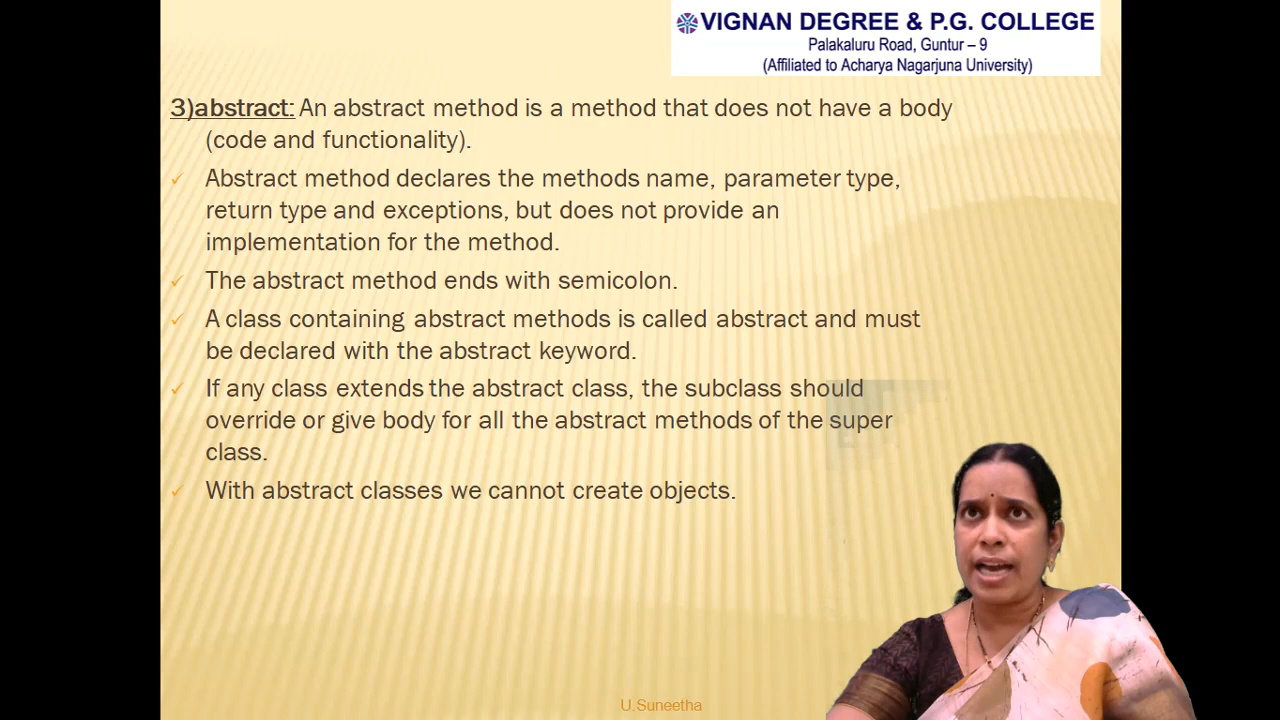 VIGNAN DEGREE & P.G. COLLEGE
Palakaluru Road, Guntur – 9
(Affiliated to Acharya Nagarjuna University)
3)abstract: An abstract method is a method that does not have a body
(code and functionality).
✓ Abstract method declares the methods name, parameter type,
return type and exceptions, but does not provide an
implementation for the method.
✓ The abstract method ends with semicolon.
✓ A class containing abstract methods is called abstract and must
be declared with the abstract keyword.
✓ If any class extends the abstract class, the subclass should
override or give body for all the abstract methods of the super
class.
✓ With abstract classes we cannot create objects.
U.Suneetha